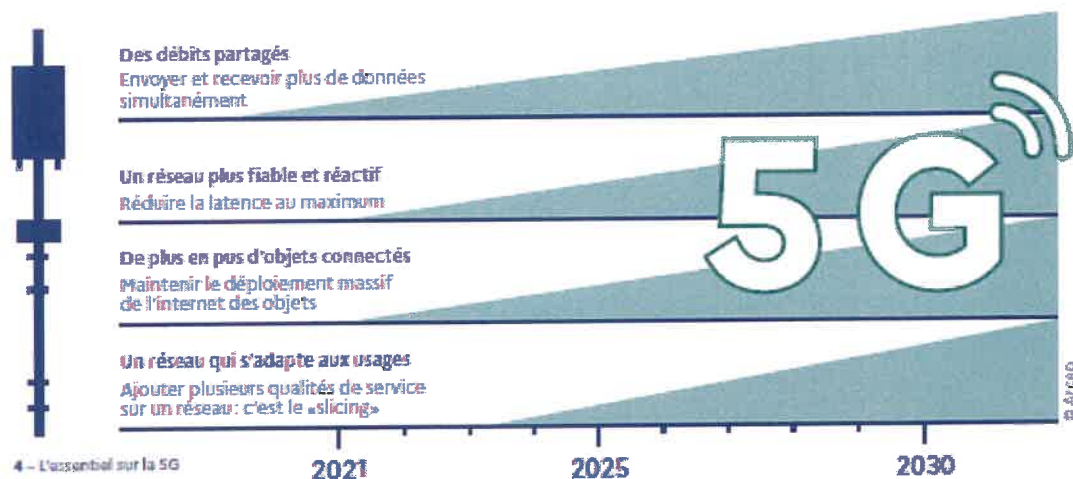 Des débits partagés
Envoyer et recevoir plus de données
simultanément
Un réseau plus fiable et réactif
Réduire la latence au maximum
5G
De plus en pus d'objets connectés
Maintenir le déploiement massif
de l'internet des objets
Un réseau qui s'adapte aux usages
Ajouter plusieurs qualités de service
sur un réseau: c'est le «slicing»
© Arcep
2021
2025
2030
4 – L'essentiel sur la 5G